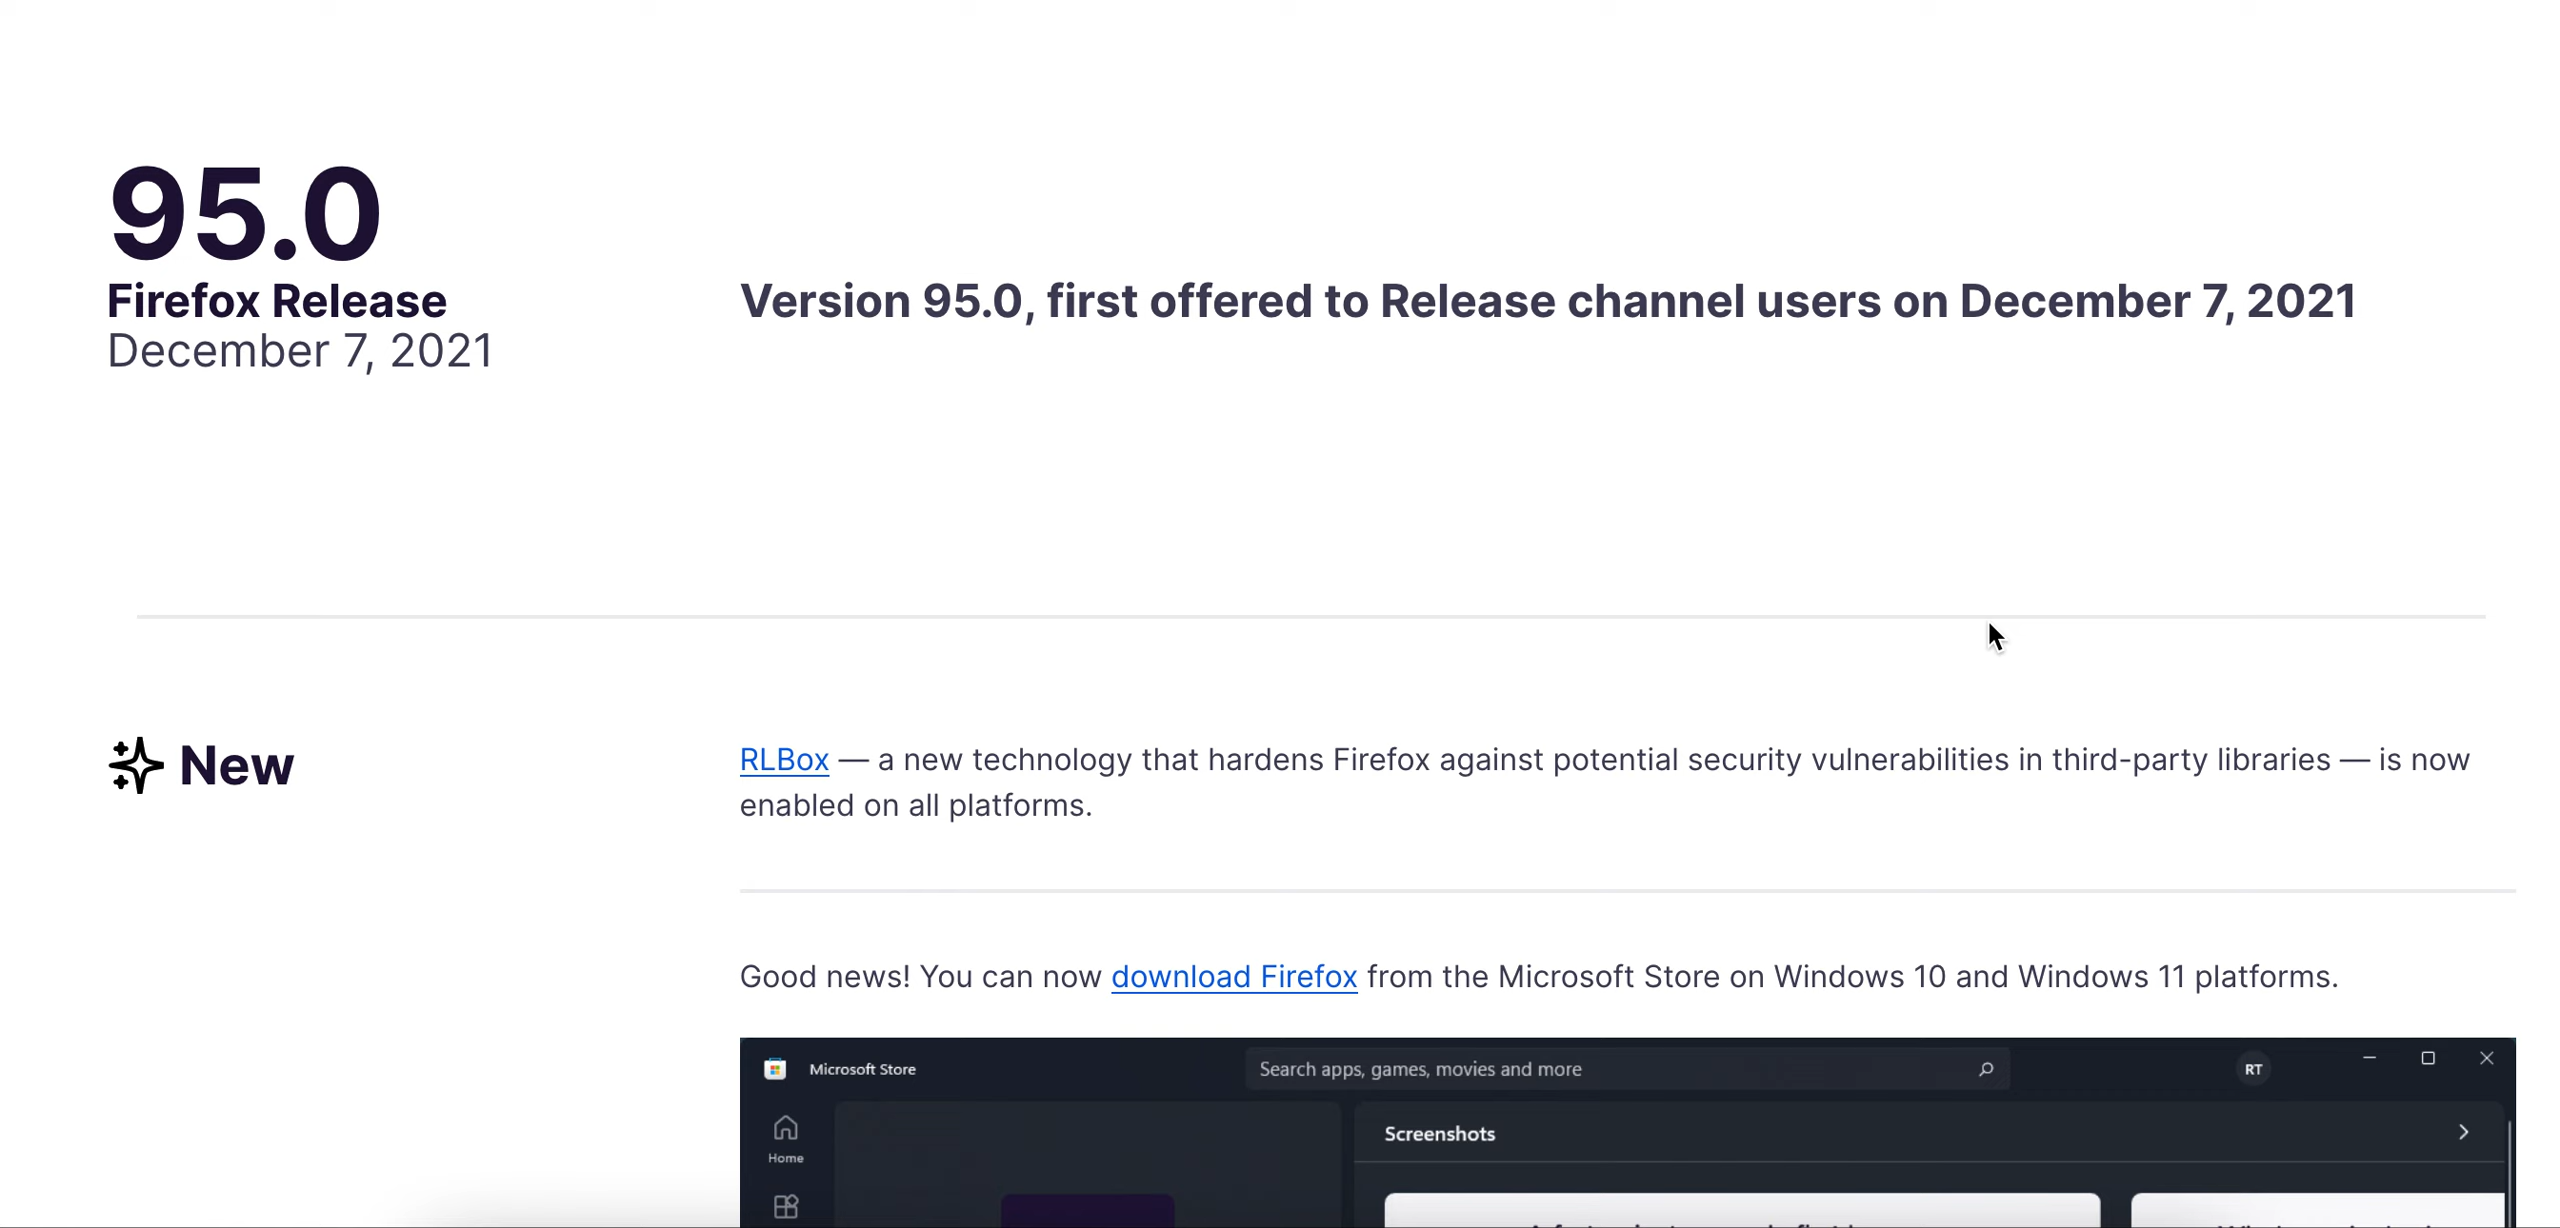 95.0
Firefox Release
December 7, 2021
Version 95.0, first offered to Release channel users on December 7, 2021
New
RLBox — a new technology that hardens Firefox against potential security vulnerabilities in third-party libraries — is now
enabled on all platforms.
Good news! You can now download Firefox from the Microsoft Store on Windows 10 and Windows 11 platforms.
Microsoft Store
Search apps, games, movies and more
RT
Home
Screenshots